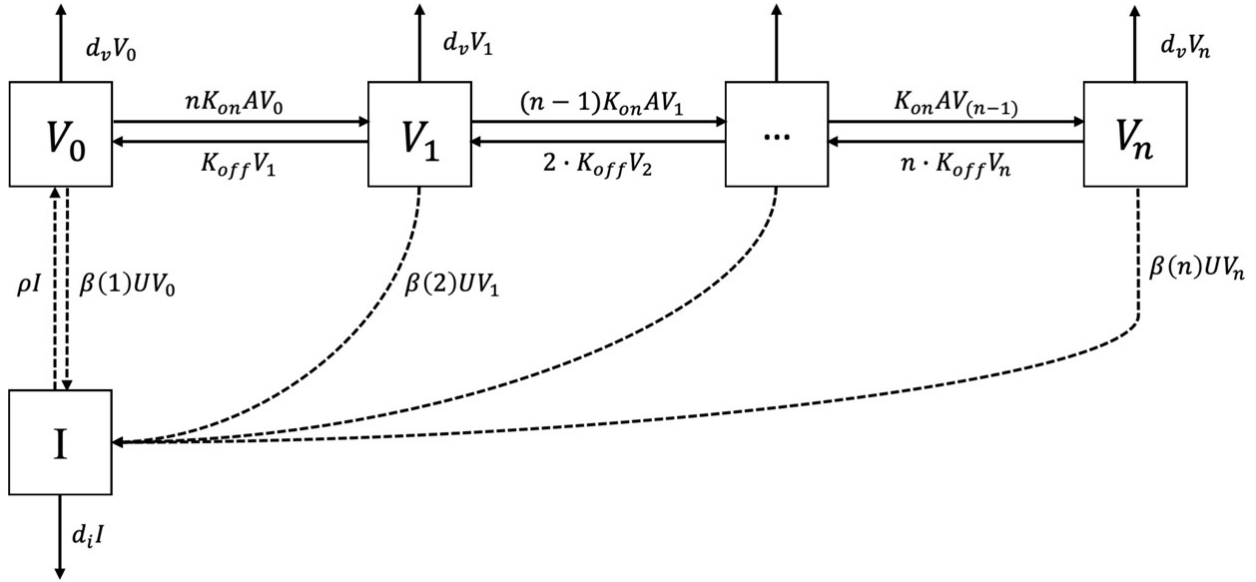 d_vV_0
d_vV_1
d_vV_n
V_0
nK_{on}AV_0
K_{off}V_1
V_1
(n − 1)K_{on}AV_1
2 · K_{off}V_2
...
K_{on}AV_{(n−1)}
n · K_{off}V_n
V_n
ρI
β(1)UV_0
β(2)UV_1
β(n)UV_n
I
d_iI